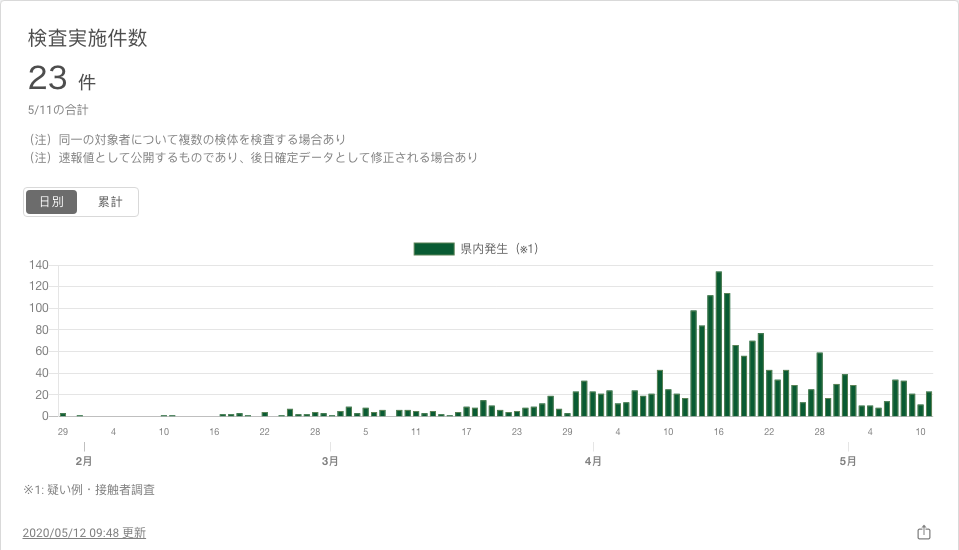 検査実施件数
23 件
5/11の合計
（注）同一の対象者について複数の検体を検査する場合あり
（注）速報値として公開するものであり、後日確定データとして修正される場合あり
日別 累計
県内発生（※1）
140
120
100
80
60
40
20
0
29 4 10 16 22 28 5 11 17 23 29 4 10 16 22 28 4 10
2月 3月 4月 5月
※1: 疑い例・接触者調査
2020/05/12 09:48 更新